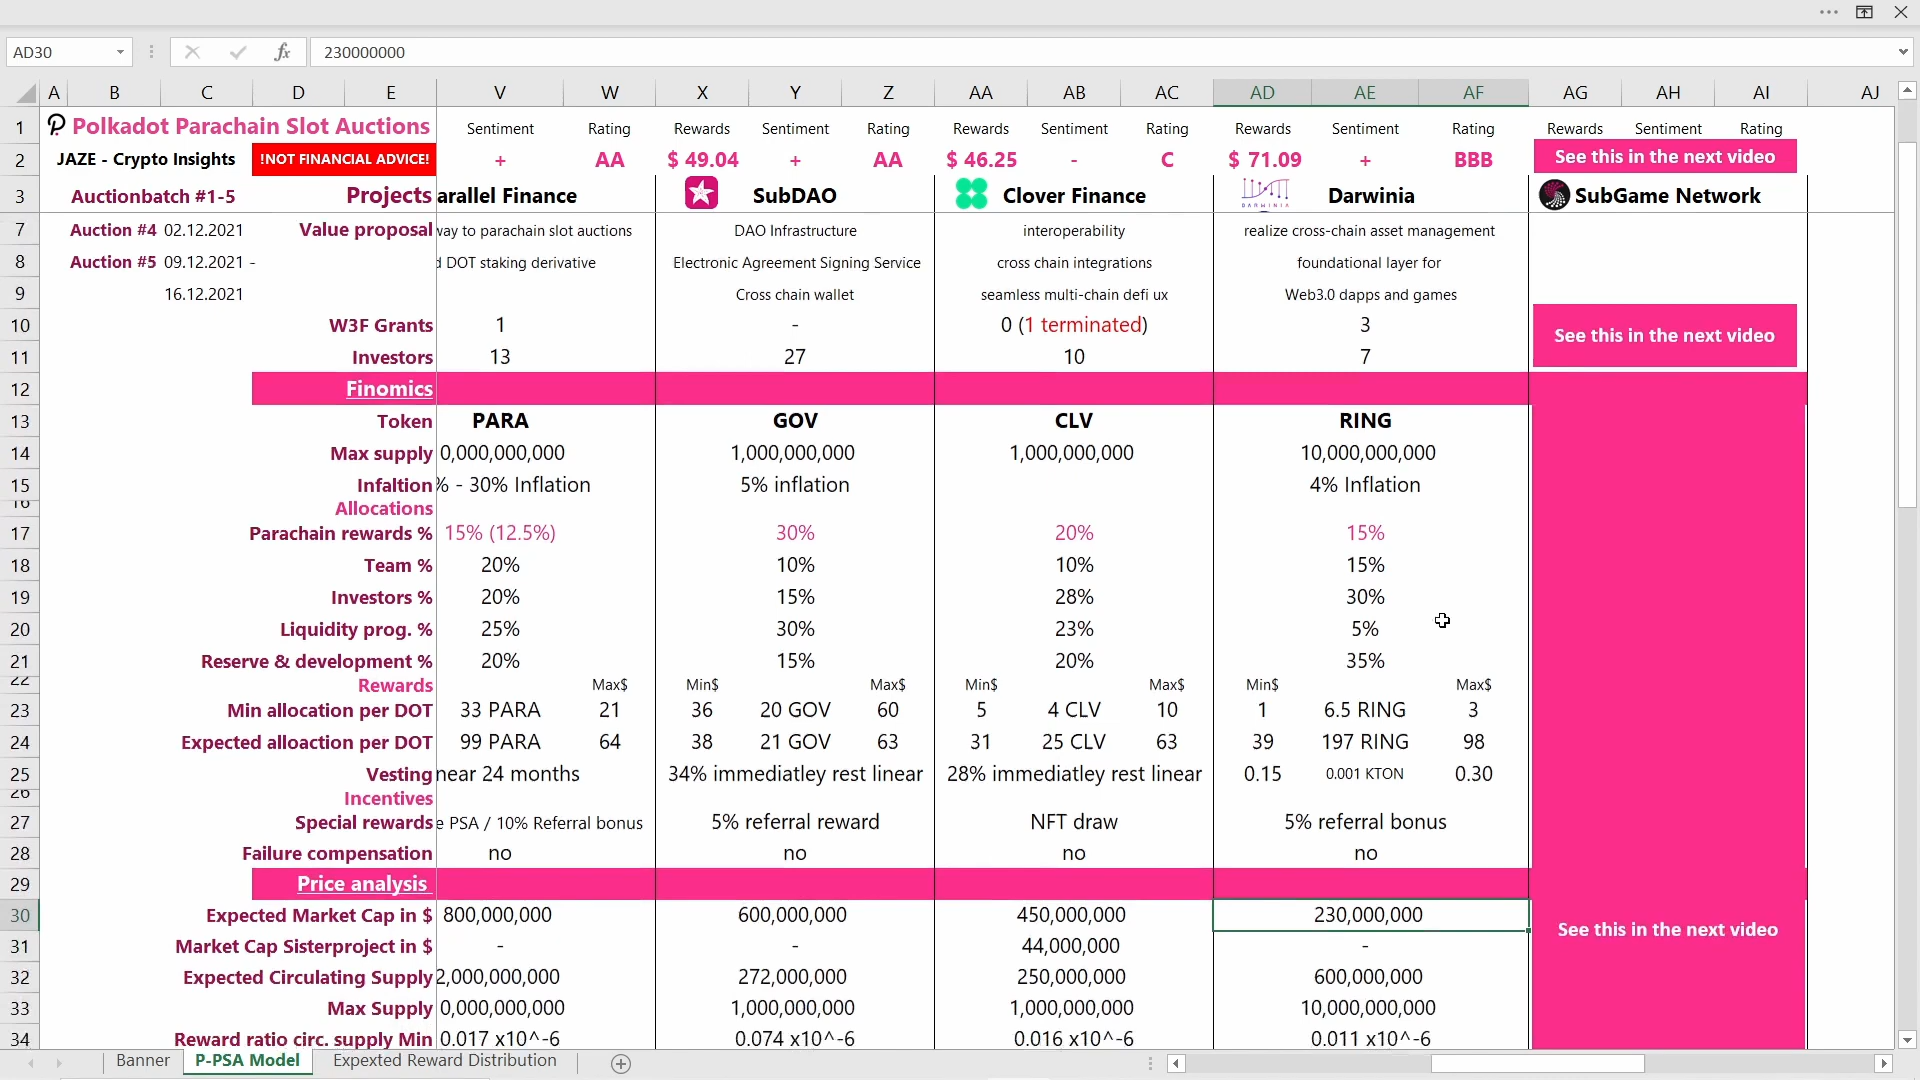 AD30 fx 230000000
A B C D E V W X Y Z AA AB AC AD AE AF AG AH AI AJ
1 Polkadot Parachain Slot Auctions Sentiment Rating Rewards Sentiment Rating Rewards Sentiment Rating Rewards Sentiment Rating Rewards Sentiment Rating
2 JAZE - Crypto Insights !NOT FINANCIAL ADVICE! + AA $ 49.04 + AA $ 46.25 - C $ 71.09 + BBB See this in the next video
3 Auctionbatch #1-5 Projects arallel Finance SubDAO Clover Finance DARWINIA Darwinia SubGame Network
7 Auction #4 02.12.2021 Value proposal way to parachain slot auctions DAO Infrastructure interoperability realize cross-chain asset management
8 Auction #5 09.12.2021 - d DOT staking derivative Electronic Agreement Signing Service cross chain integrations foundational layer for
9 16.12.2021 Cross chain wallet seamless multi-chain defi ux Web3.0 dapps and games
10 W3F Grants 1 - 0 (1 terminated) 3 See this in the next video
11 Investors 13 27 10 7
12 Finomics
13 Token PARA GOV CLV RING
14 Max supply 0,000,000,000 1,000,000,000 1,000,000,000 10,000,000,000
15 Infaltion % - 30% Inflation 5% inflation 4% Inflation
16 Allocations
17 Parachain rewards % 15% (12.5%) 30% 20% 15%
18 Team % 20% 10% 10% 15%
19 Investors % 20% 15% 28% 30%
20 Liquidity prog. % 25% 30% 23% 5%
21 Reserve & development % 20% 15% 20% 35%
22 Rewards Max$ Min$ Max$ Min$ Max$ Min$ Max$
23 Min allocation per DOT 33 PARA 21 36 20 GOV 60 5 4 CLV 10 1 6.5 RING 3
24 Expected alloaction per DOT 99 PARA 64 38 21 GOV 63 31 25 CLV 63 39 197 RING 98
25 Vesting near 24 months 34% immediatley rest linear 28% immediatley rest linear 0.15 0.001 KTON 0.30
26 Incentives
27 Special rewards e PSA / 10% Referral bonus 5% referral reward NFT draw 5% referral bonus
28 Failure compensation no no no no
29 Price analysis
30 Expected Market Cap in $ 800,000,000 600,000,000 450,000,000 230,000,000 See this in the next video
31 Market Cap Sisterproject in $ - - 44,000,000 -
32 Expected Circulating Supply 2,000,000,000 272,000,000 250,000,000 600,000,000
33 Max Supply 0,000,000,000 1,000,000,000 1,000,000,000 10,000,000,000
34 Reward ratio circ. supply Min 0.017 x10^-6 0.074 x10^-6 0.016 x10^-6 0.011 x10^-6
Banner P-PSA Model Expexted Reward Distribution